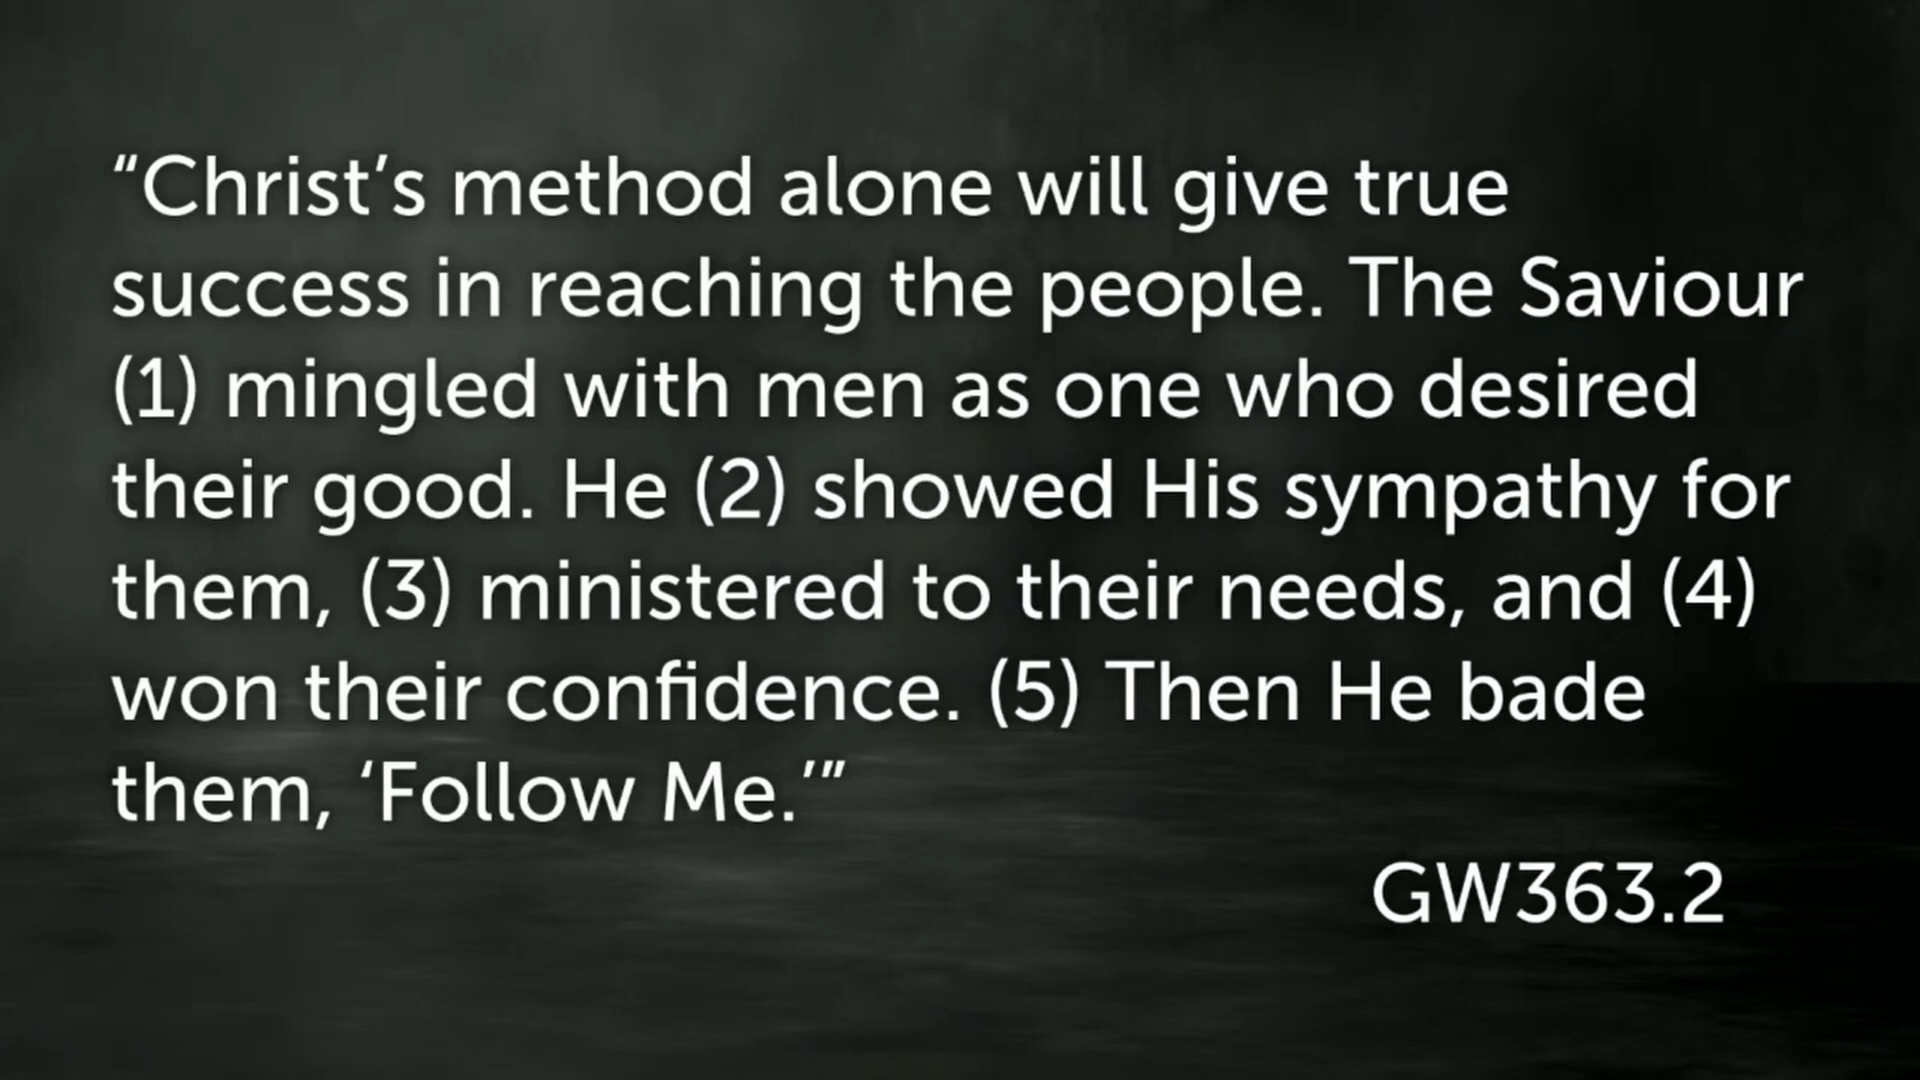 “Christ’s method alone will give true
success in reaching the people. The Saviour
(1) mingled with men as one who desired
their good. He (2) showed His sympathy for
them, (3) ministered to their needs, and (4)
won their confidence. (5) Then He bade
them, ‘Follow Me.’”
GW363.2